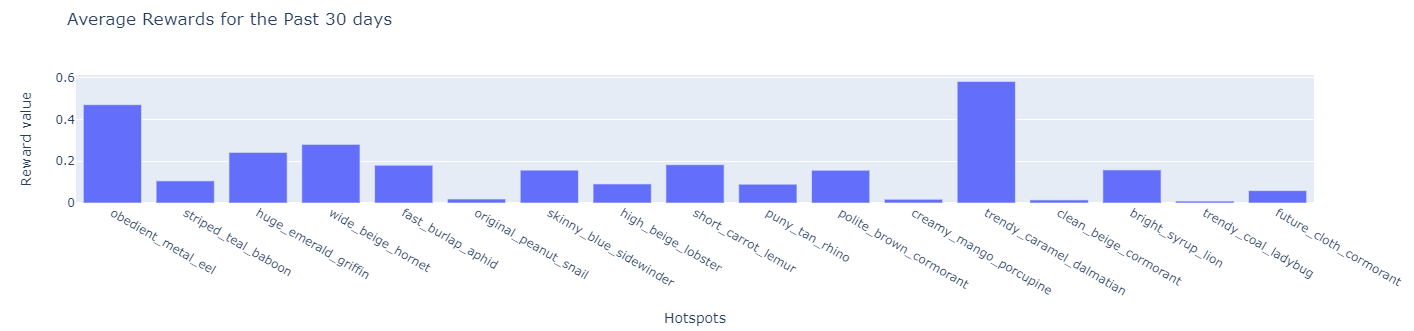 Average Rewards for the Past 30 days
Reward value
0.6
0.4
0.2
0
obedient_metal_eel
striped_teal_baboon
huge_emerald_griffin
wide_beige_hornet
fast_burlap_aphid
original_peanut_snail
skinny_blue_sidewinder
high_beige_lobster
short_carrot_lemur
puny_tan_rhino
polite_brown_cormorant
creamy_mango_porcupine
trendy_caramel_dalmatian
clean_beige_cormorant
bright_syrup_lion
trendy_coal_ladybug
future_cloth_cormorant
Hotspots